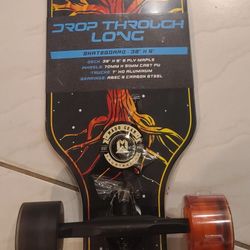 DROP THROUGH
LONG
SKATEBOARD - 38" X 9"
DECK: 38" X 9" 8 PLY MAPLE
WHEELS: 70MM X 51MM CAST PU
TRUCKS: 7" HD ALUMINUM
BEARINGS: ABEC 9 CARBON STEEL